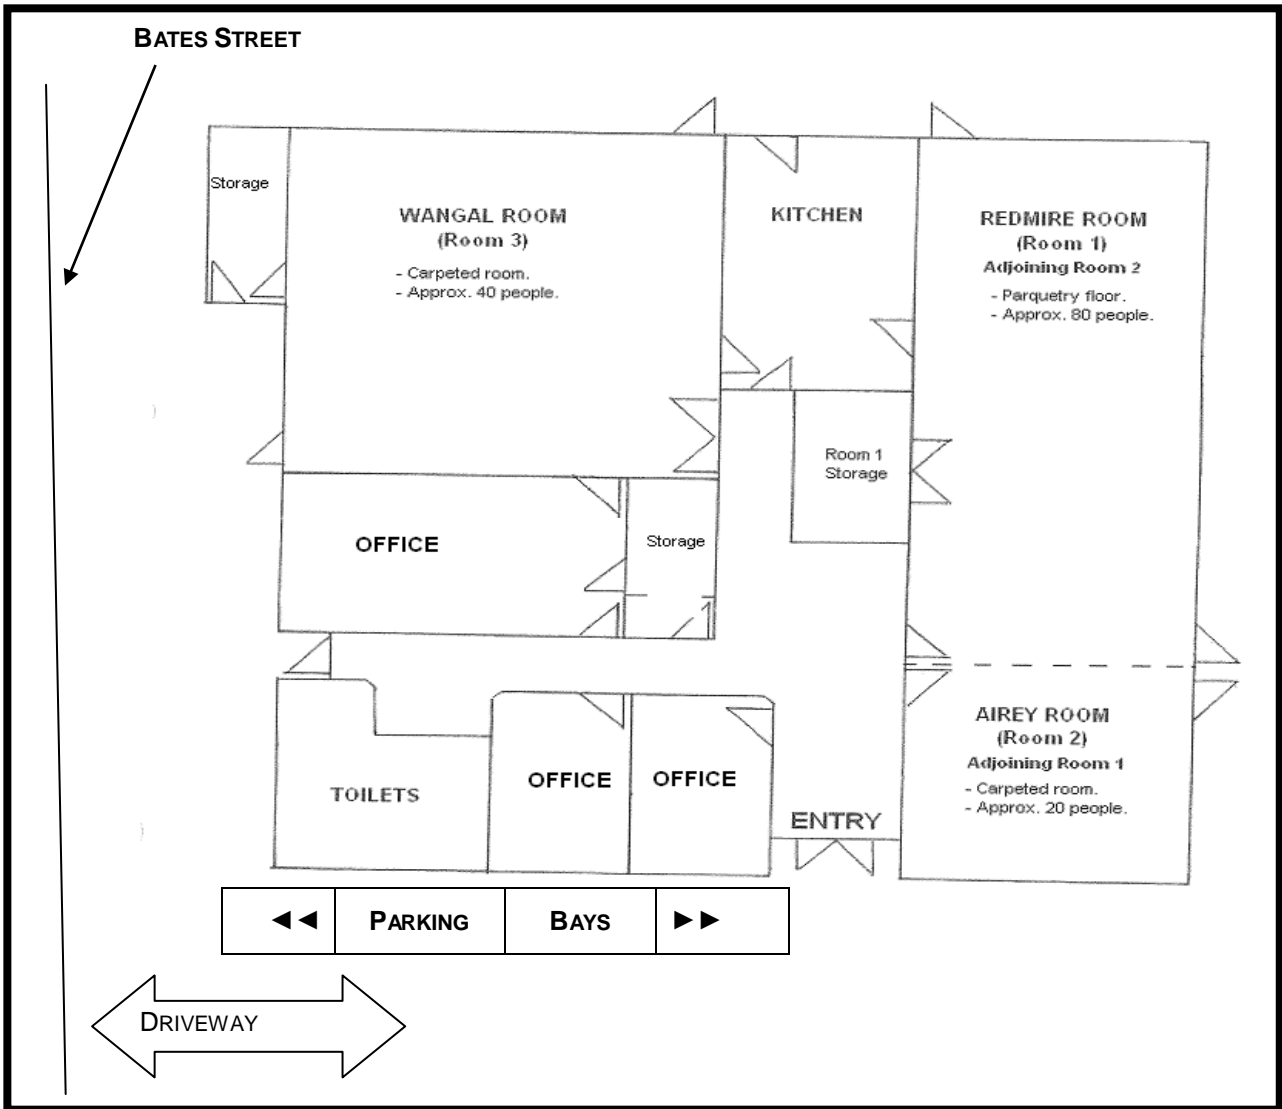 BATES STREET
Storage
WANGAL ROOM
(Room 3)
- Carpeted room.
- Approx. 40 people.
KITCHEN
REDMIRE ROOM
(Room 1)
Adjoining Room 2
- Parquetry floor.
- Approx. 80 people.
Room 1
Storage
OFFICE
Storage
AIREY ROOM
(Room 2)
Adjoining Room 1
- Carpeted room.
- Approx. 20 people.
TOILETS
OFFICE
OFFICE
ENTRY
◄◄ PARKING BAYS ►►
DRIVEWAY